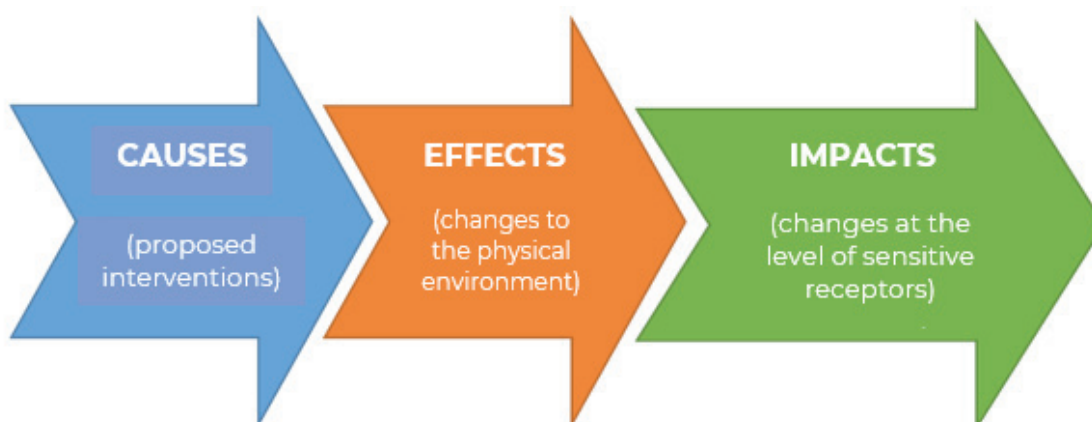 CAUSES
(proposed
interventions)
EFFECTS
(changes to
the physical
environment)
IMPACTS
(changes at the
level of sensitive
receptors)